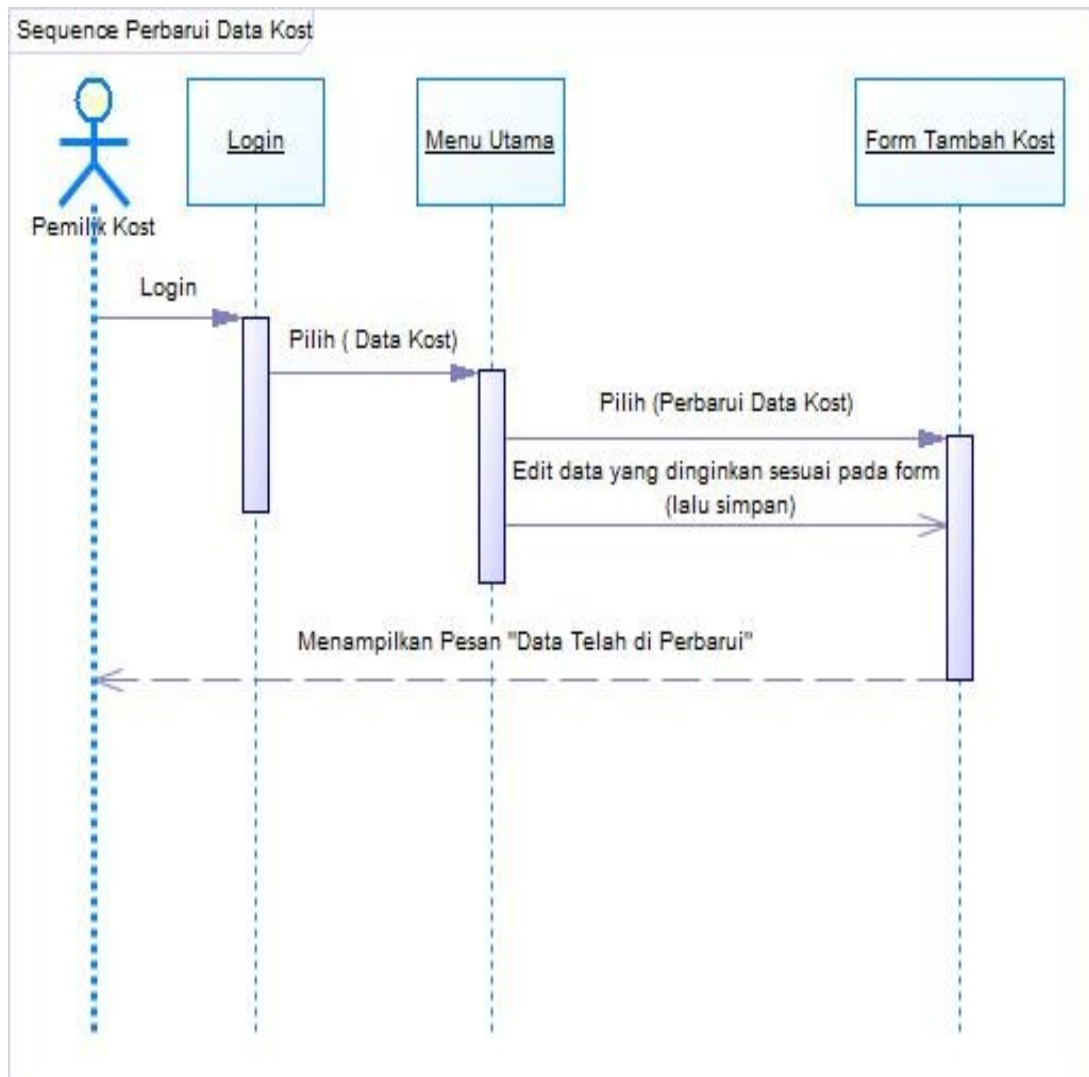 Sequence Perbarui Data Kost
Login
Menu Utama
Form Tambah Kost
Pemilik Kost
Login
Pilih ( Data Kost)
Pilih (Perbarui Data Kost)
Edit data yang dinginkan sesuai pada form
(lalu simpan)
Menampilkan Pesan "Data Telah di Perbarui"